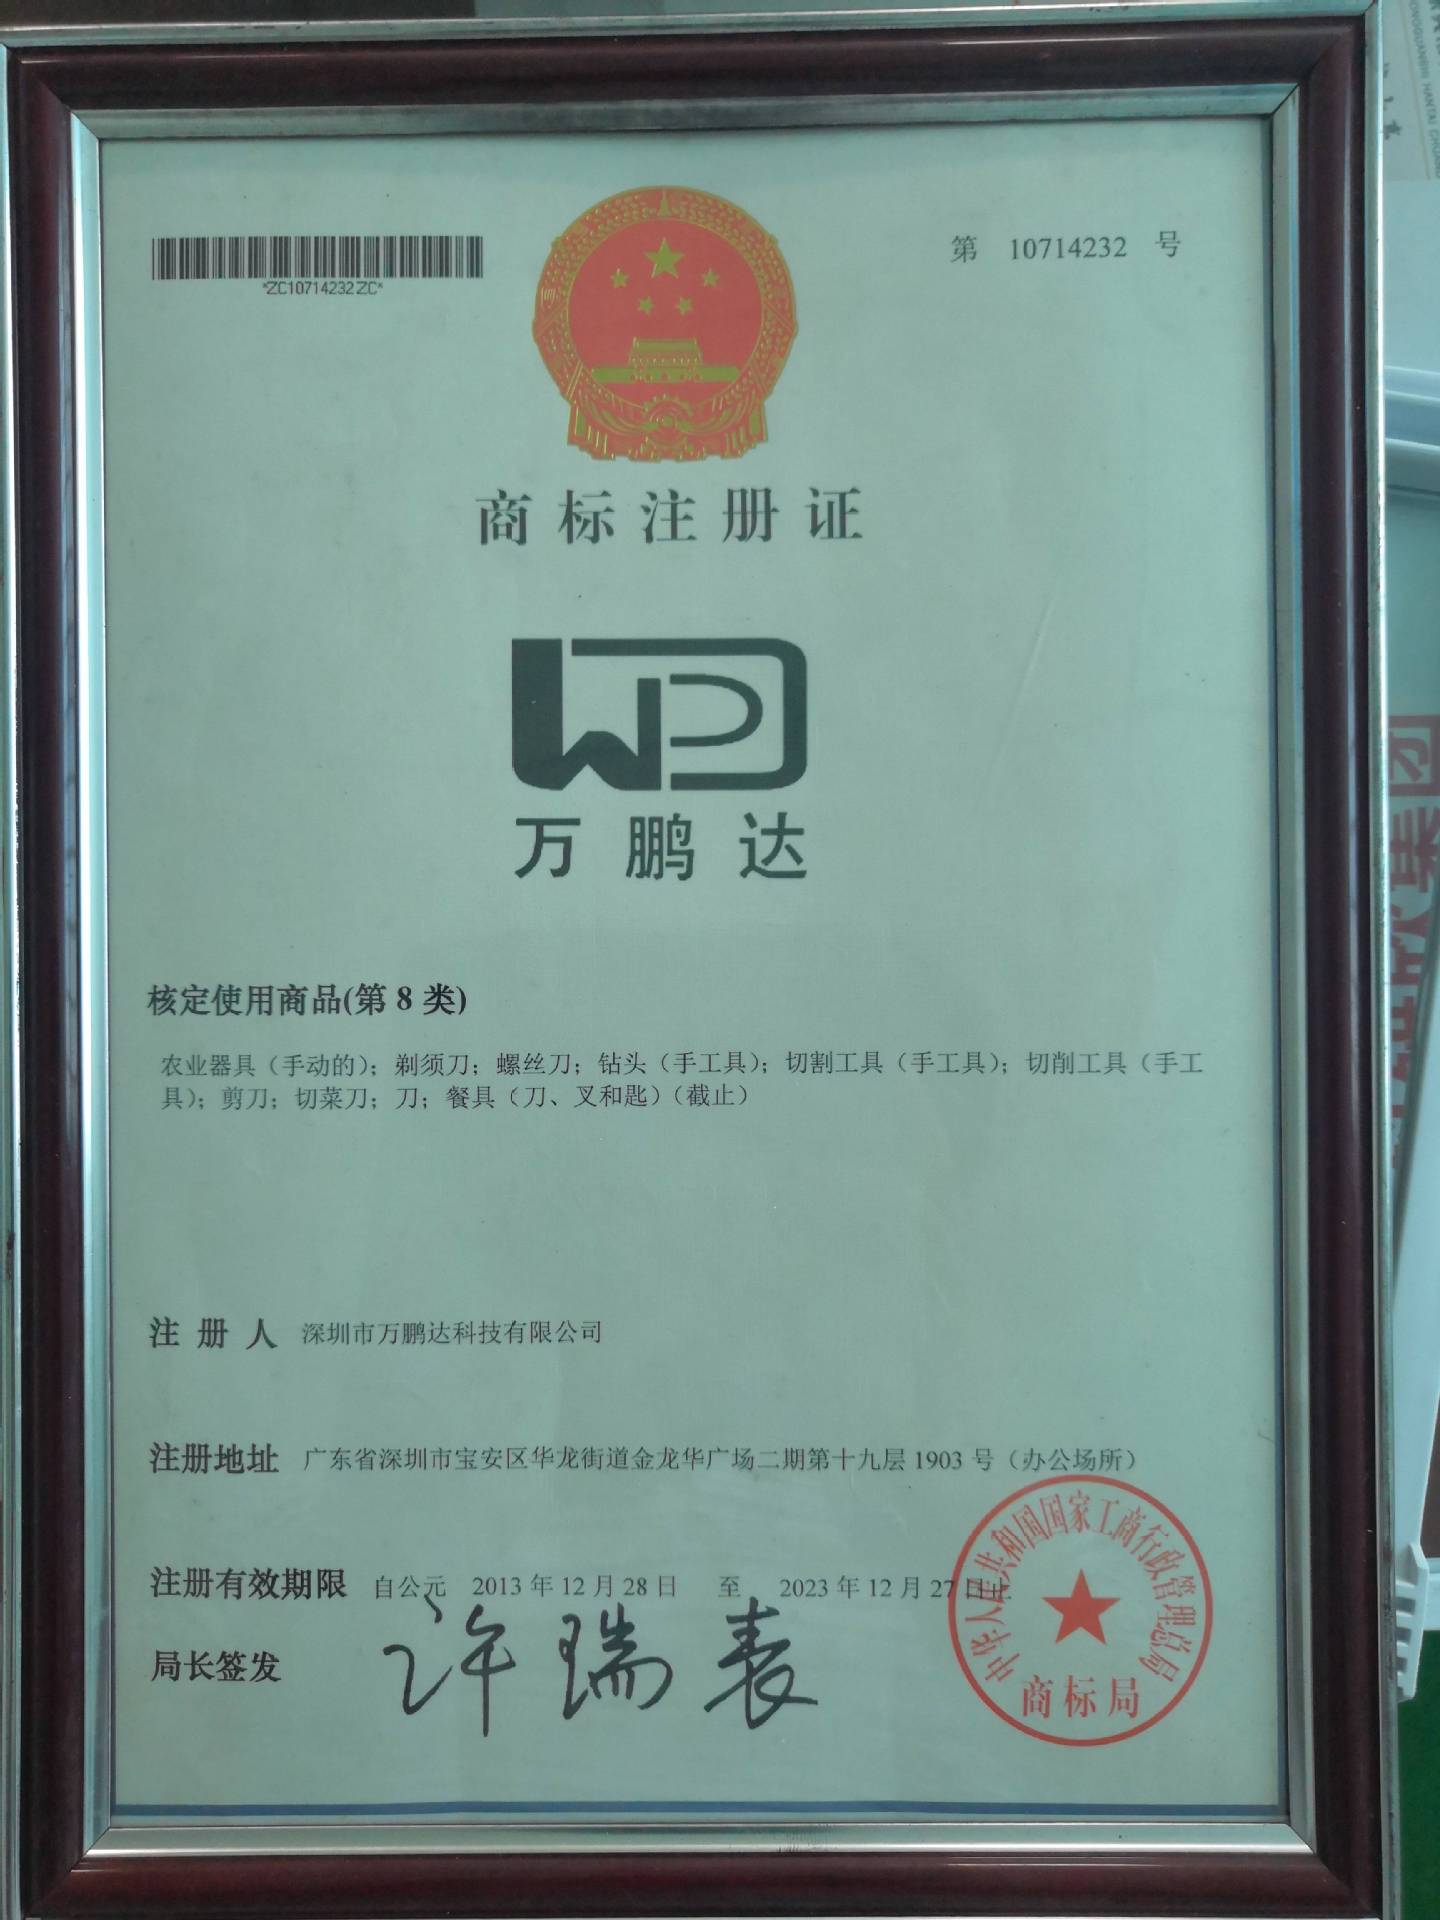 *ZC10714232ZC*
第 10714232 号
商标注册证
WPD
万鹏达
核定使用商品(第 8 类)
农业器具（手动的）；剃须刀；螺丝刀；钻头（手工具）；切割工具（手工具）；切削工具（手工
具）；剪刀；切菜刀；刀；餐具（刀、叉和匙）（截止）
注册人 深圳市万鹏达科技有限公司
注册地址 广东省深圳市宝安区华龙街道金龙华广场二期第十九层 1903 号（办公场所）
注册有效期限 自公元 2013 年 12 月 28 日 至 2023 年 12 月 27 日止
局长签发 许瑞表
中华人民共和国国家工商行政管理总局
商标局
集团